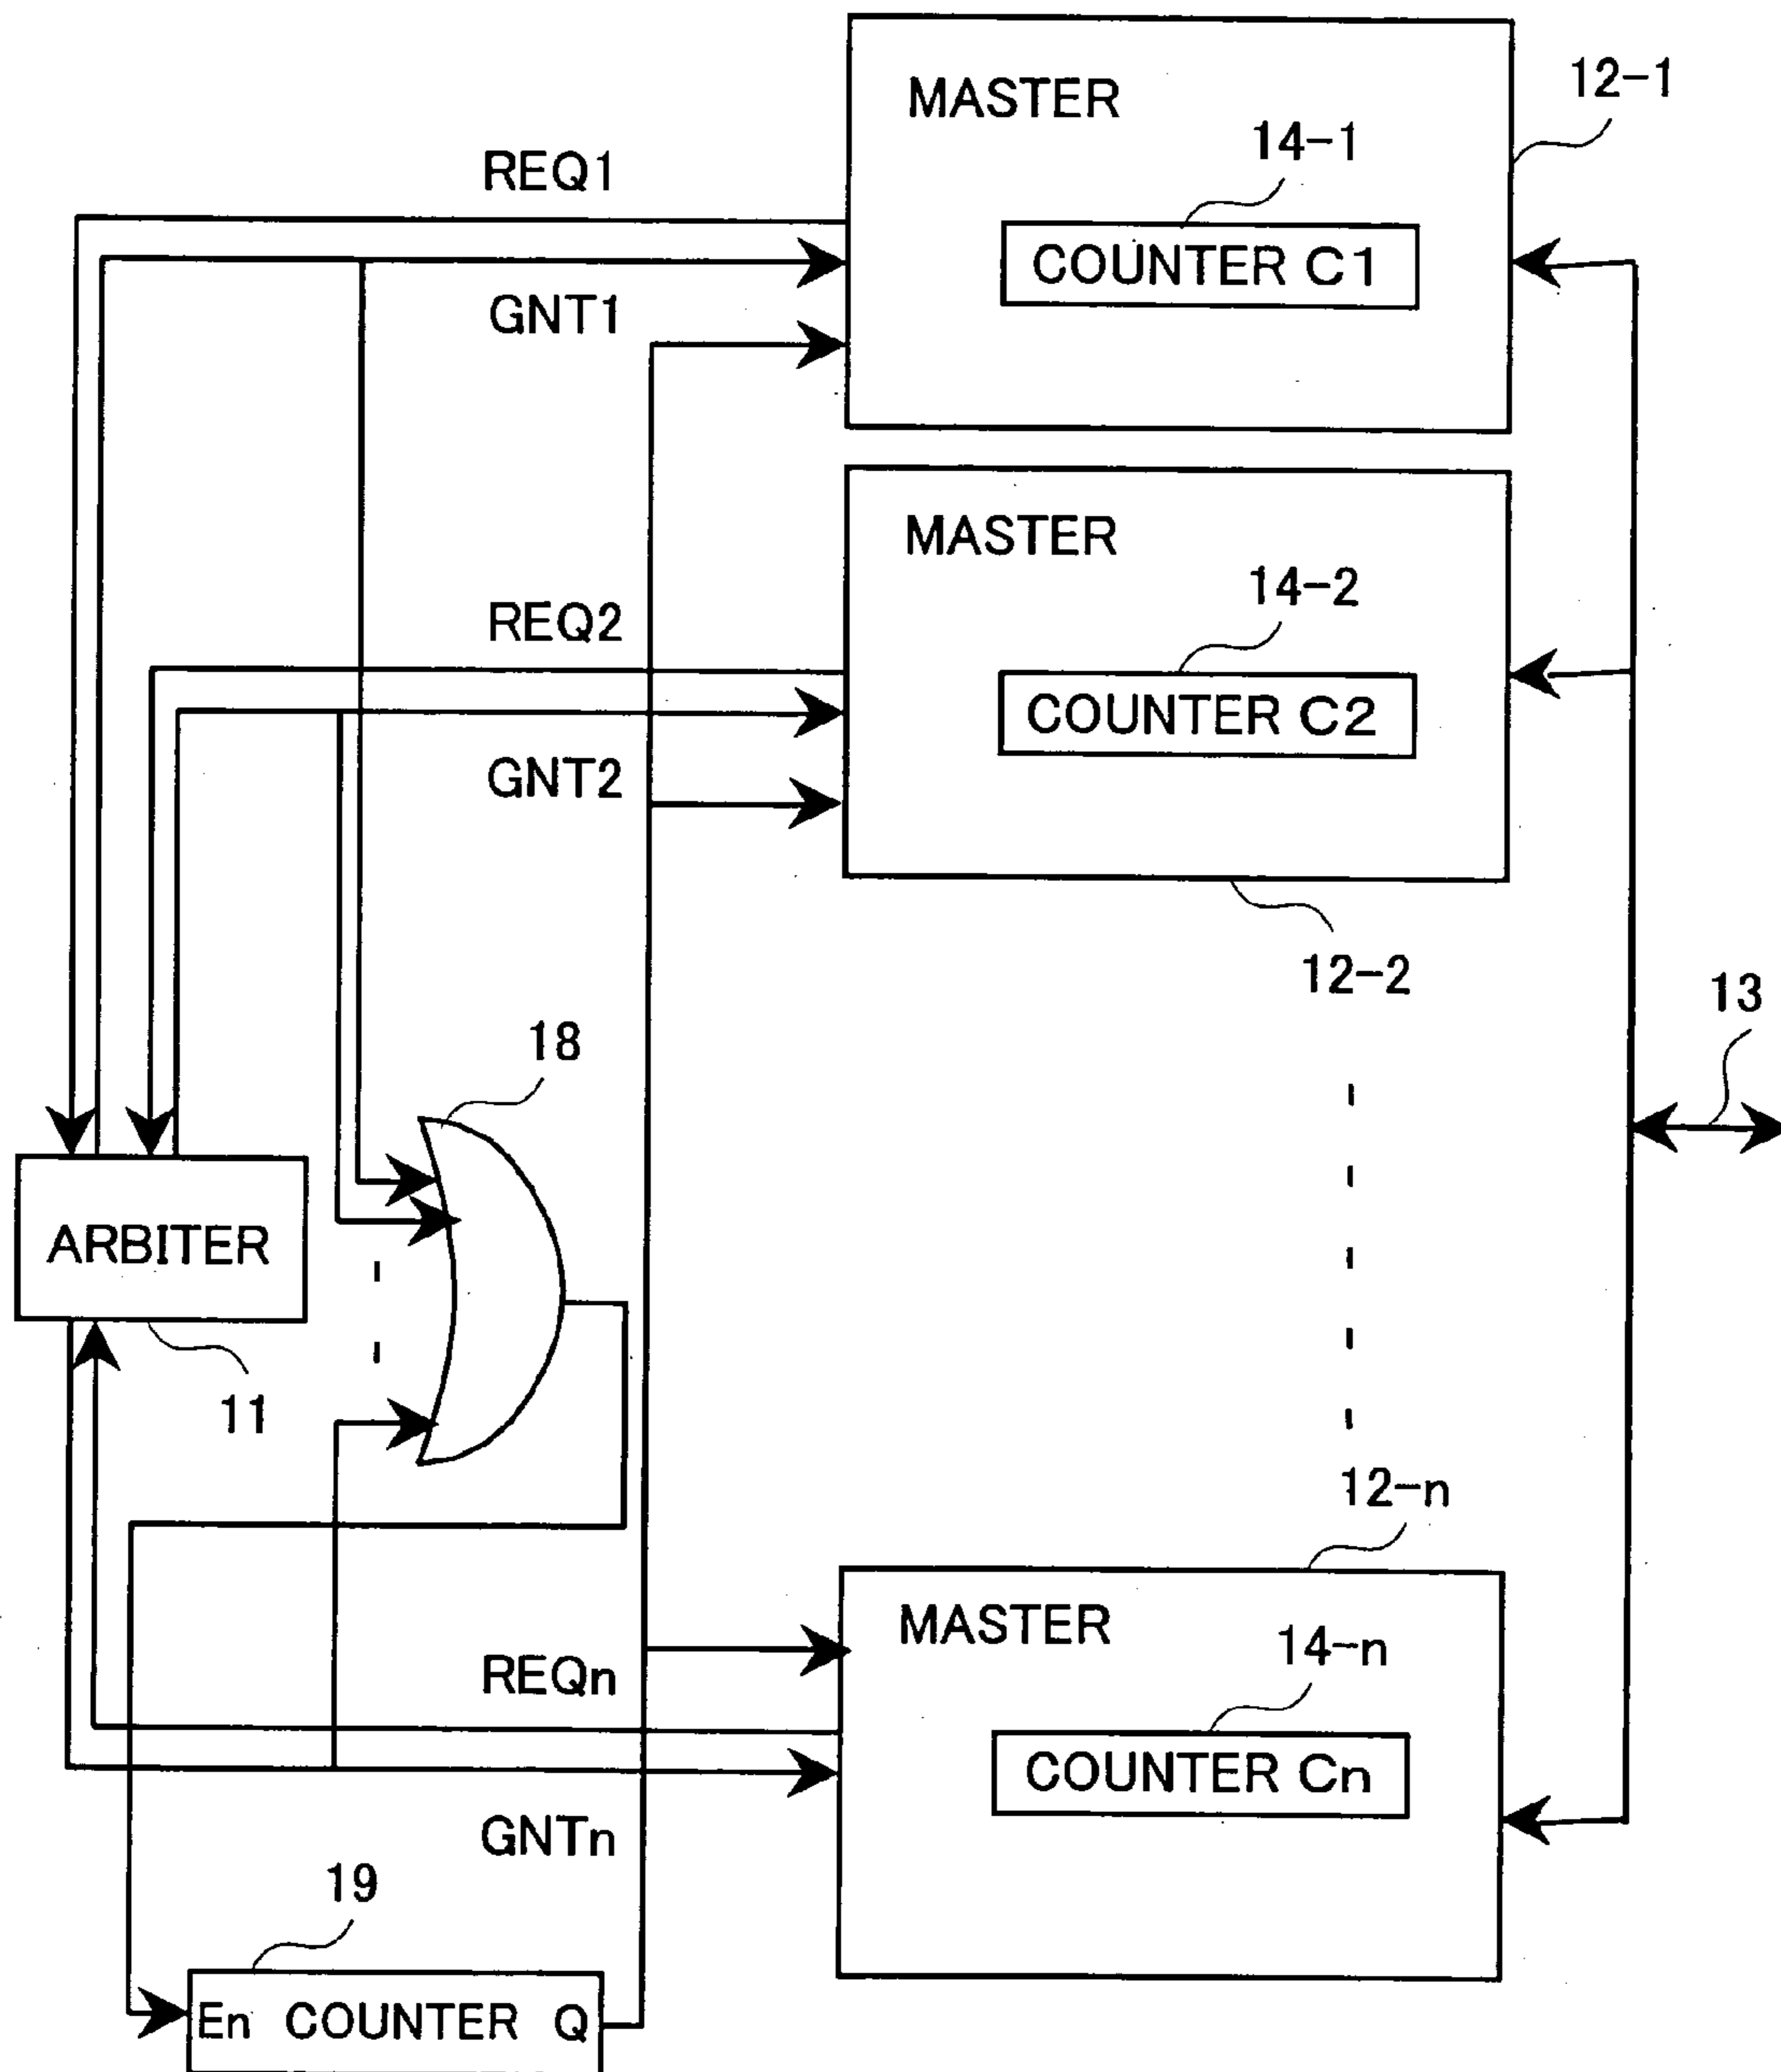 MASTER
12-1
14-1
REQ1
COUNTER C1
GNT1
MASTER
14-2
REQ2
COUNTER C2
GNT2
12-2
13
18
ARBITER
11
12-n
MASTER
14-n
REQn
COUNTER Cn
GNTn
19
En COUNTER Q